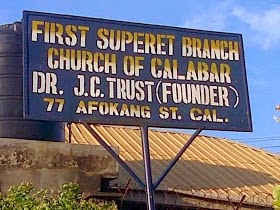 FIRST SUPERET BRANCH
CHURCH OF CALABAR
DR. J.C. TRUST (FOUNDER)
77 AFOKANG ST. CAL.